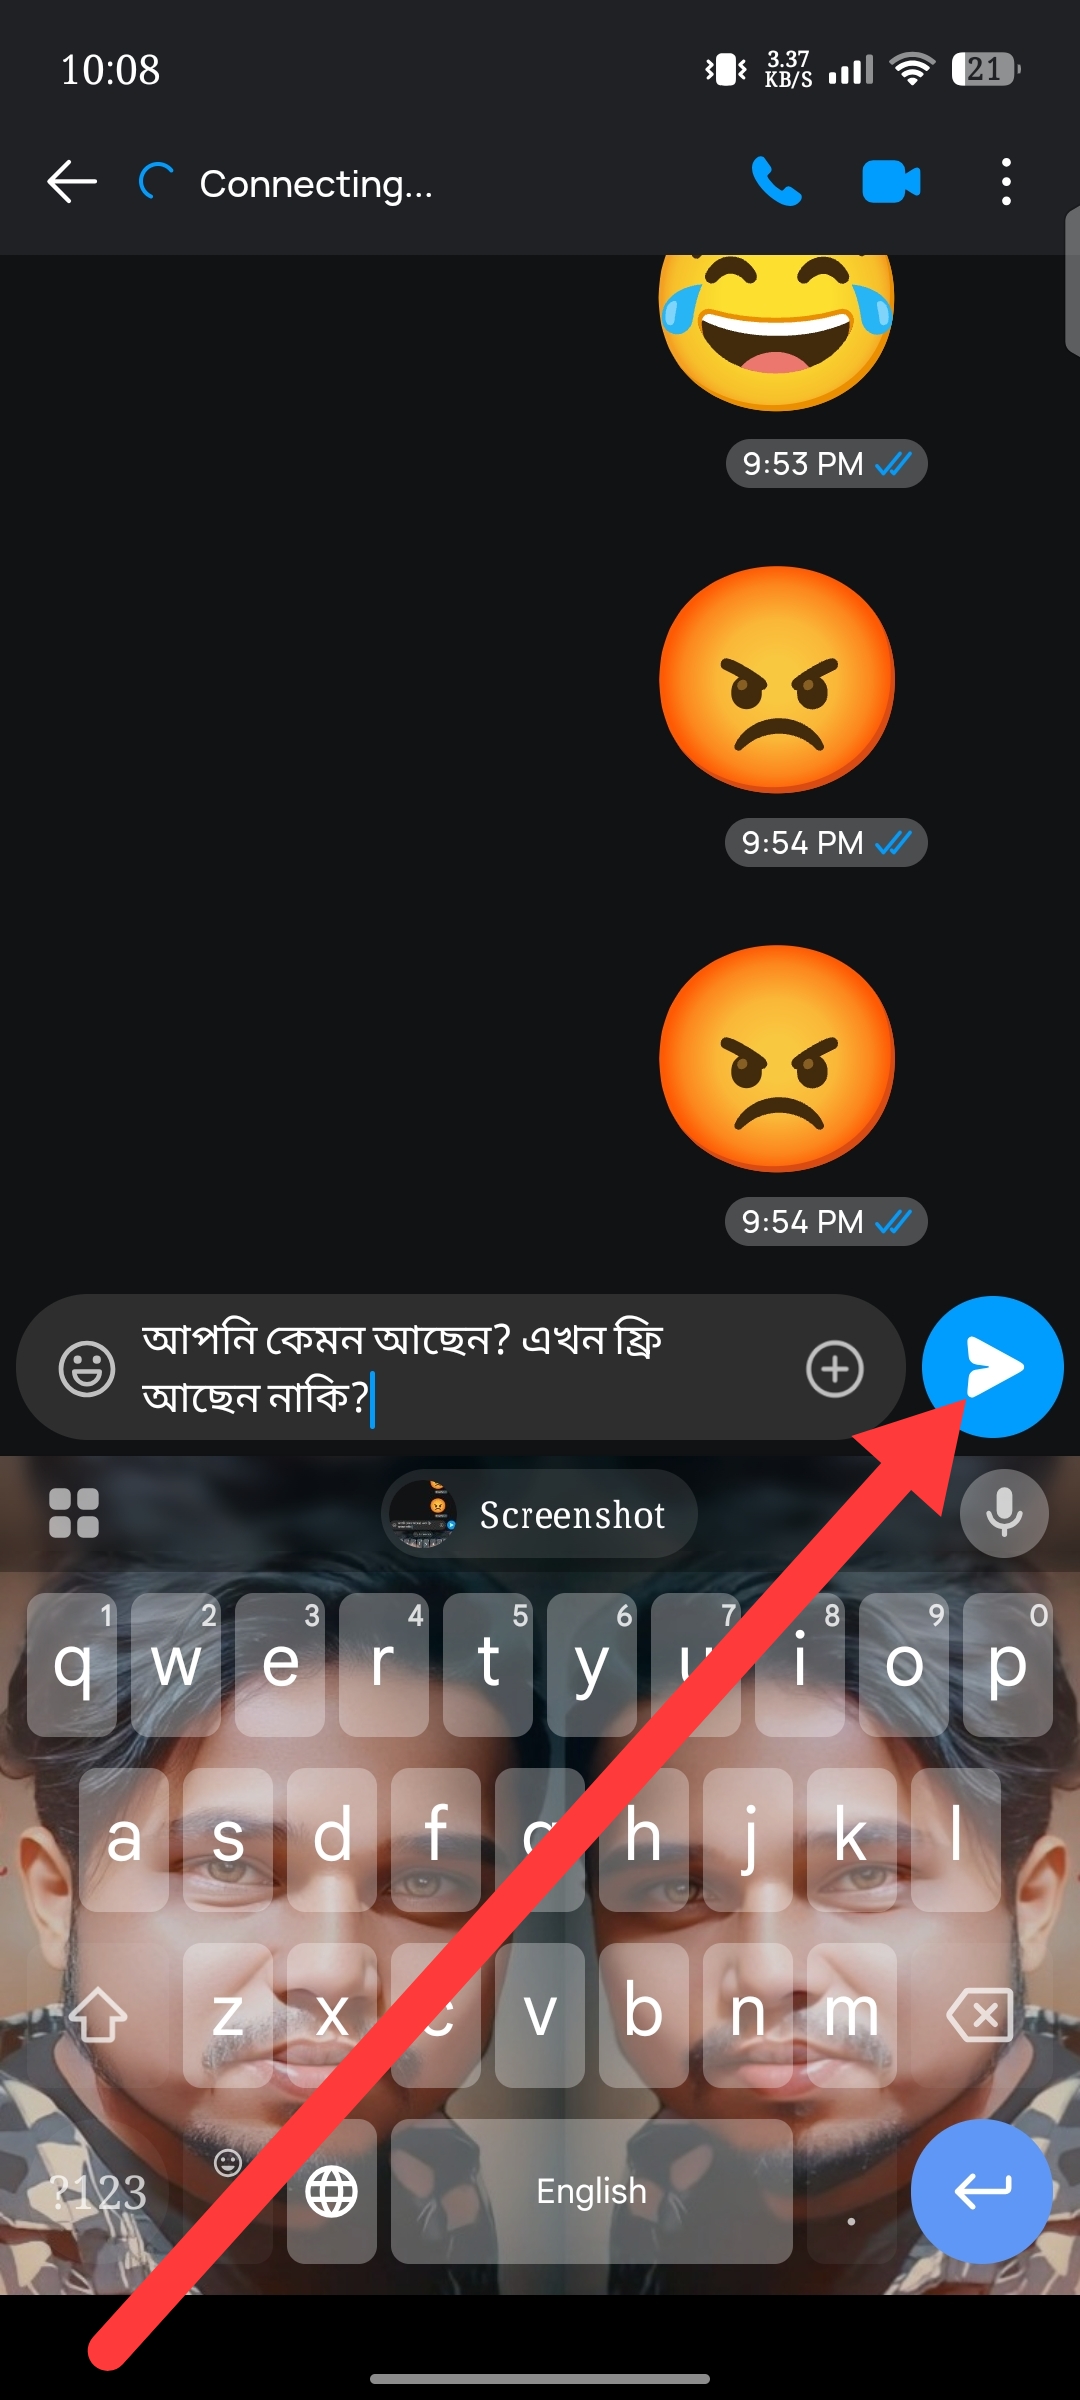 10:08
3.37
KB/S
21
Connecting...
9:53 PM
9:54 PM
9:54 PM
আপনি কেমন আছেন? এখন ফ্রি
আছেন নাকি?
Screenshot
1 2 3 4 5 6 7 8 9 0
q w e r t y u i o p
a s d f g h j k l
z x c v b n m
?123
English
.